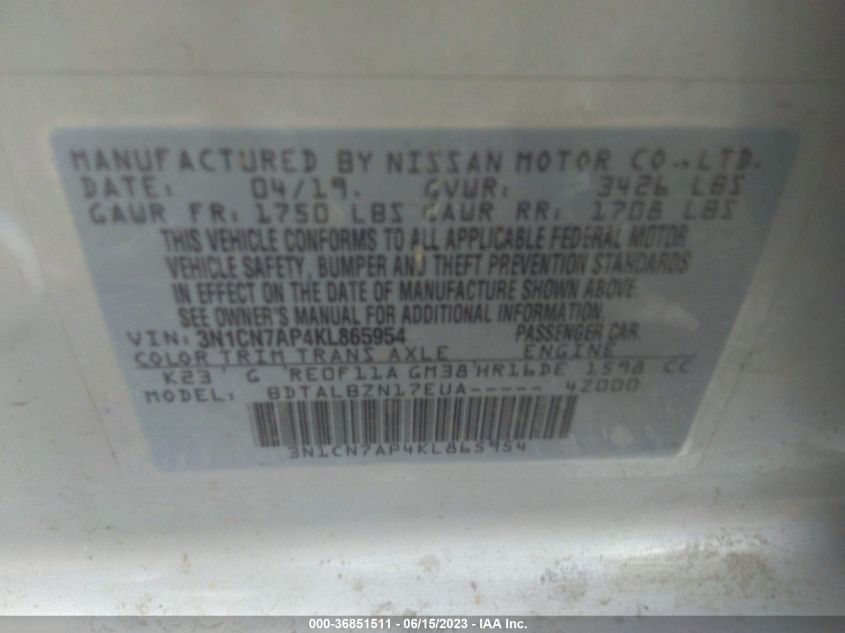 MANUFACTURED BY NISSAN MOTOR CO.,LTD.
DATE: 04/19. GVWR: 3426 LBS
GAWR FR: 1750 LBS GAWR RR: 1708 LBS
THIS VEHICLE CONFORMS TO ALL APPLICABLE FEDERAL MOTOR
VEHICLE SAFETY, BUMPER AND THEFT PREVENTION STANDARDS
IN EFFECT ON THE DATE OF MANUFACTURE SHOWN ABOVE.
SEE OWNER'S MANUAL FOR ADDITIONAL INFORMATION.
VIN: 3N1CN7AP4KL865954 PASSENGER CAR.
COLOR TRIM TRANS AXLE ENGINE
K23 G RE0F11A GM38 HR16DE 1598 CC
MODEL: BDTALBZN17EUA----- 4Z000
3N1CN7AP4KL865954
000-36851511 - 06/15/2023 - IAA Inc.